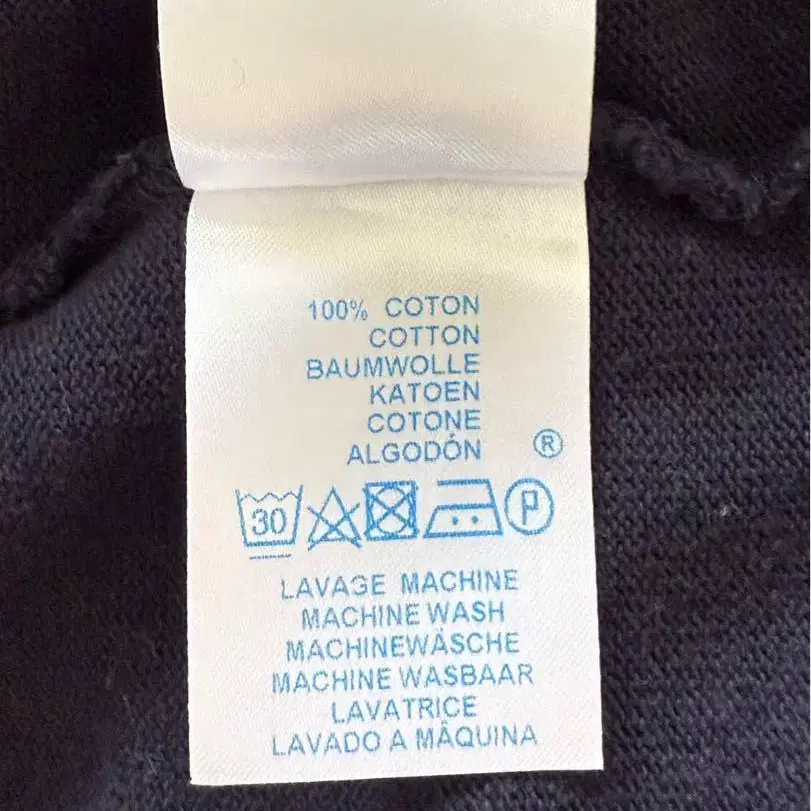 100% COTON
COTTON
BAUMWOLLE
KATOEN
COTONE
ALGODÓN ®
30 P
LAVAGE MACHINE
MACHINE WASH
MACHINEWÄSCHE
MACHINE WASBAAR
LAVATRICE
LAVADO A MÂQUINA